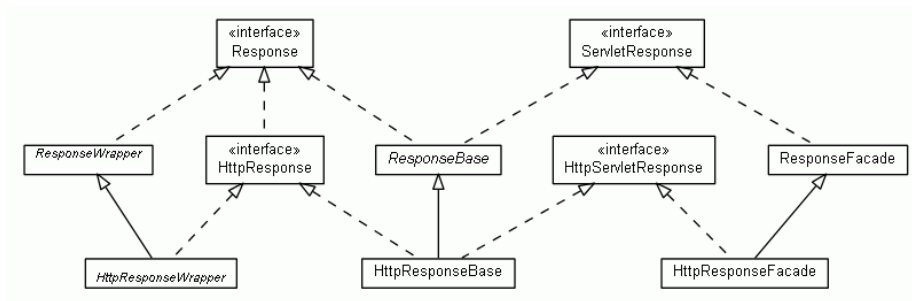 «interface»
Response
«interface»
ServletResponse
ResponseWrapper
«interface»
HttpResponse
ResponseBase
«interface»
HttpServletResponse
ResponseFacade
HttpResponseWrapper
HttpResponseBase
HttpResponseFacade